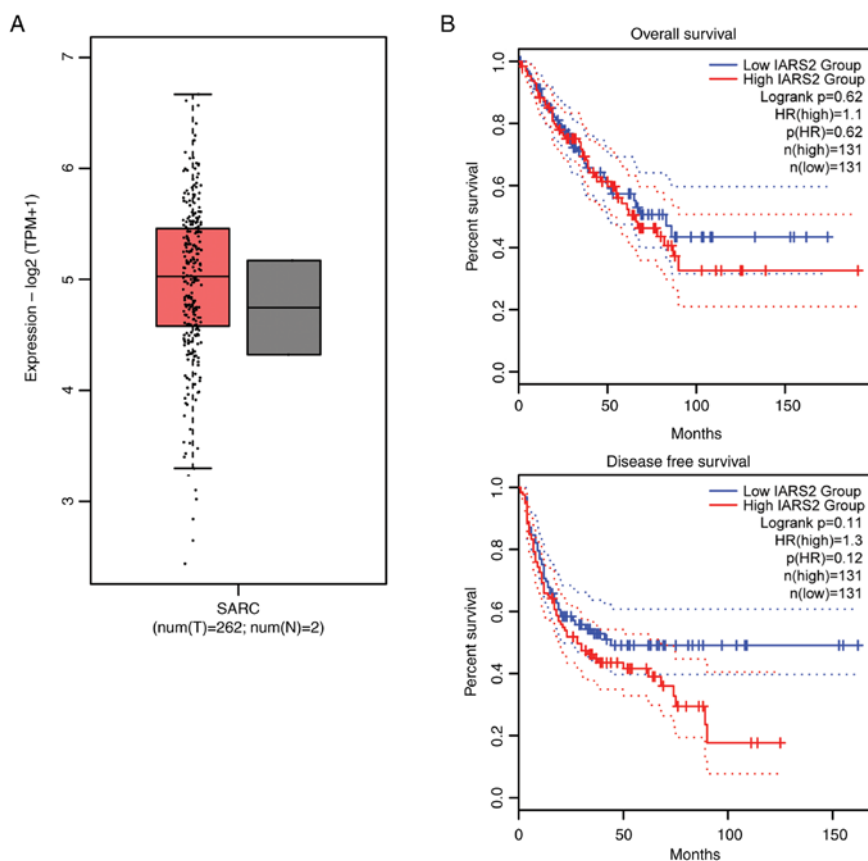 A
Expression – log2 (TPM+1)
7
6
5
4
3
SARC
(num(T)=262; num(N)=2)
B
Overall survival
Low IARS2 Group
High IARS2 Group
Logrank p=0.62
HR(high)=1.1
p(HR)=0.62
n(high)=131
n(low)=131
Percent survival
1.0
0.8
0.6
0.4
0.2
0.0
0 50 100 150
Months
Disease free survival
Low IARS2 Group
High IARS2 Group
Logrank p=0.11
HR(high)=1.3
p(HR)=0.12
n(high)=131
n(low)=131
Percent survival
1.0
0.8
0.6
0.4
0.2
0.0
0 50 100 150
Months